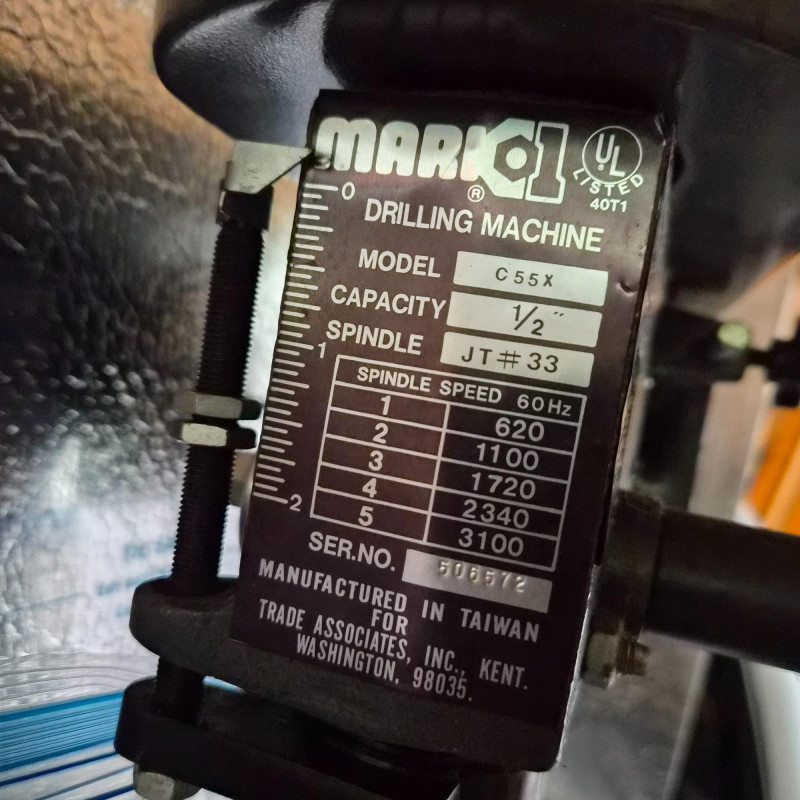 MARK 1
UL
LISTED
40T1
®
0
DRILLING MACHINE
MODEL C55X
CAPACITY 1/2"
SPINDLE JT#33
1
SPINDLE SPEED 60Hz
1 620
2 1100
3 1720
4 2340
5 3100
2
SER.NO. 506572
MANUFACTURED IN TAIWAN
FOR
TRADE ASSOCIATES, INC., KENT.
WASHINGTON, 98035.